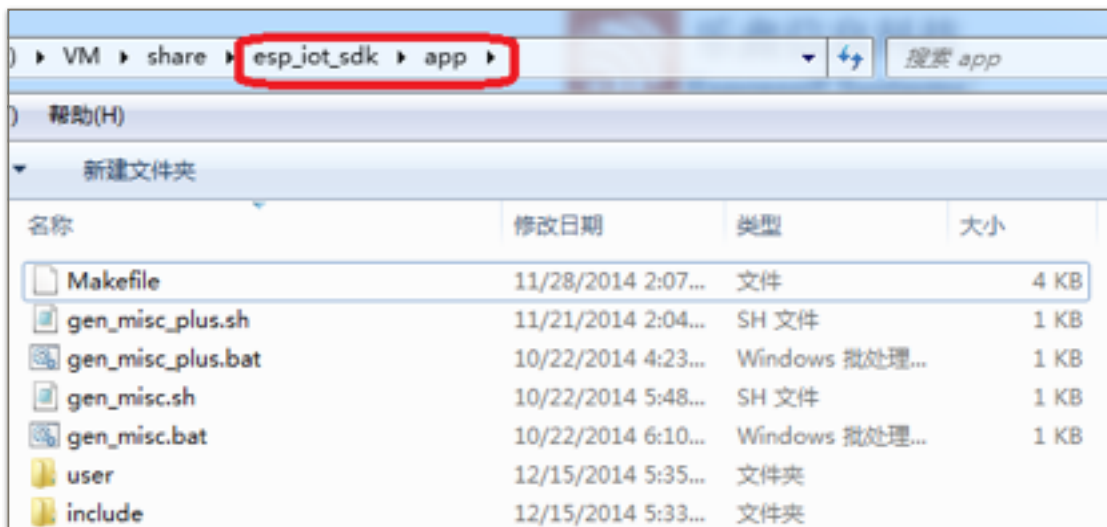 ) ▸ VM ▸ share ▸ esp_iot_sdk ▸ app ▸ 搜索 app
) 帮助(H)
新建文件夹
名称 修改日期 类型 大小
Makefile 11/28/2014 2:07... 文件 4 KB
gen_misc_plus.sh 11/21/2014 2:04... SH 文件 1 KB
gen_misc_plus.bat 10/22/2014 4:23... Windows 批处理... 1 KB
gen_misc.sh 10/22/2014 5:48... SH 文件 1 KB
gen_misc.bat 10/22/2014 6:10... Windows 批处理... 1 KB
user 12/15/2014 5:35... 文件夹
include 12/15/2014 5:33... 文件夹